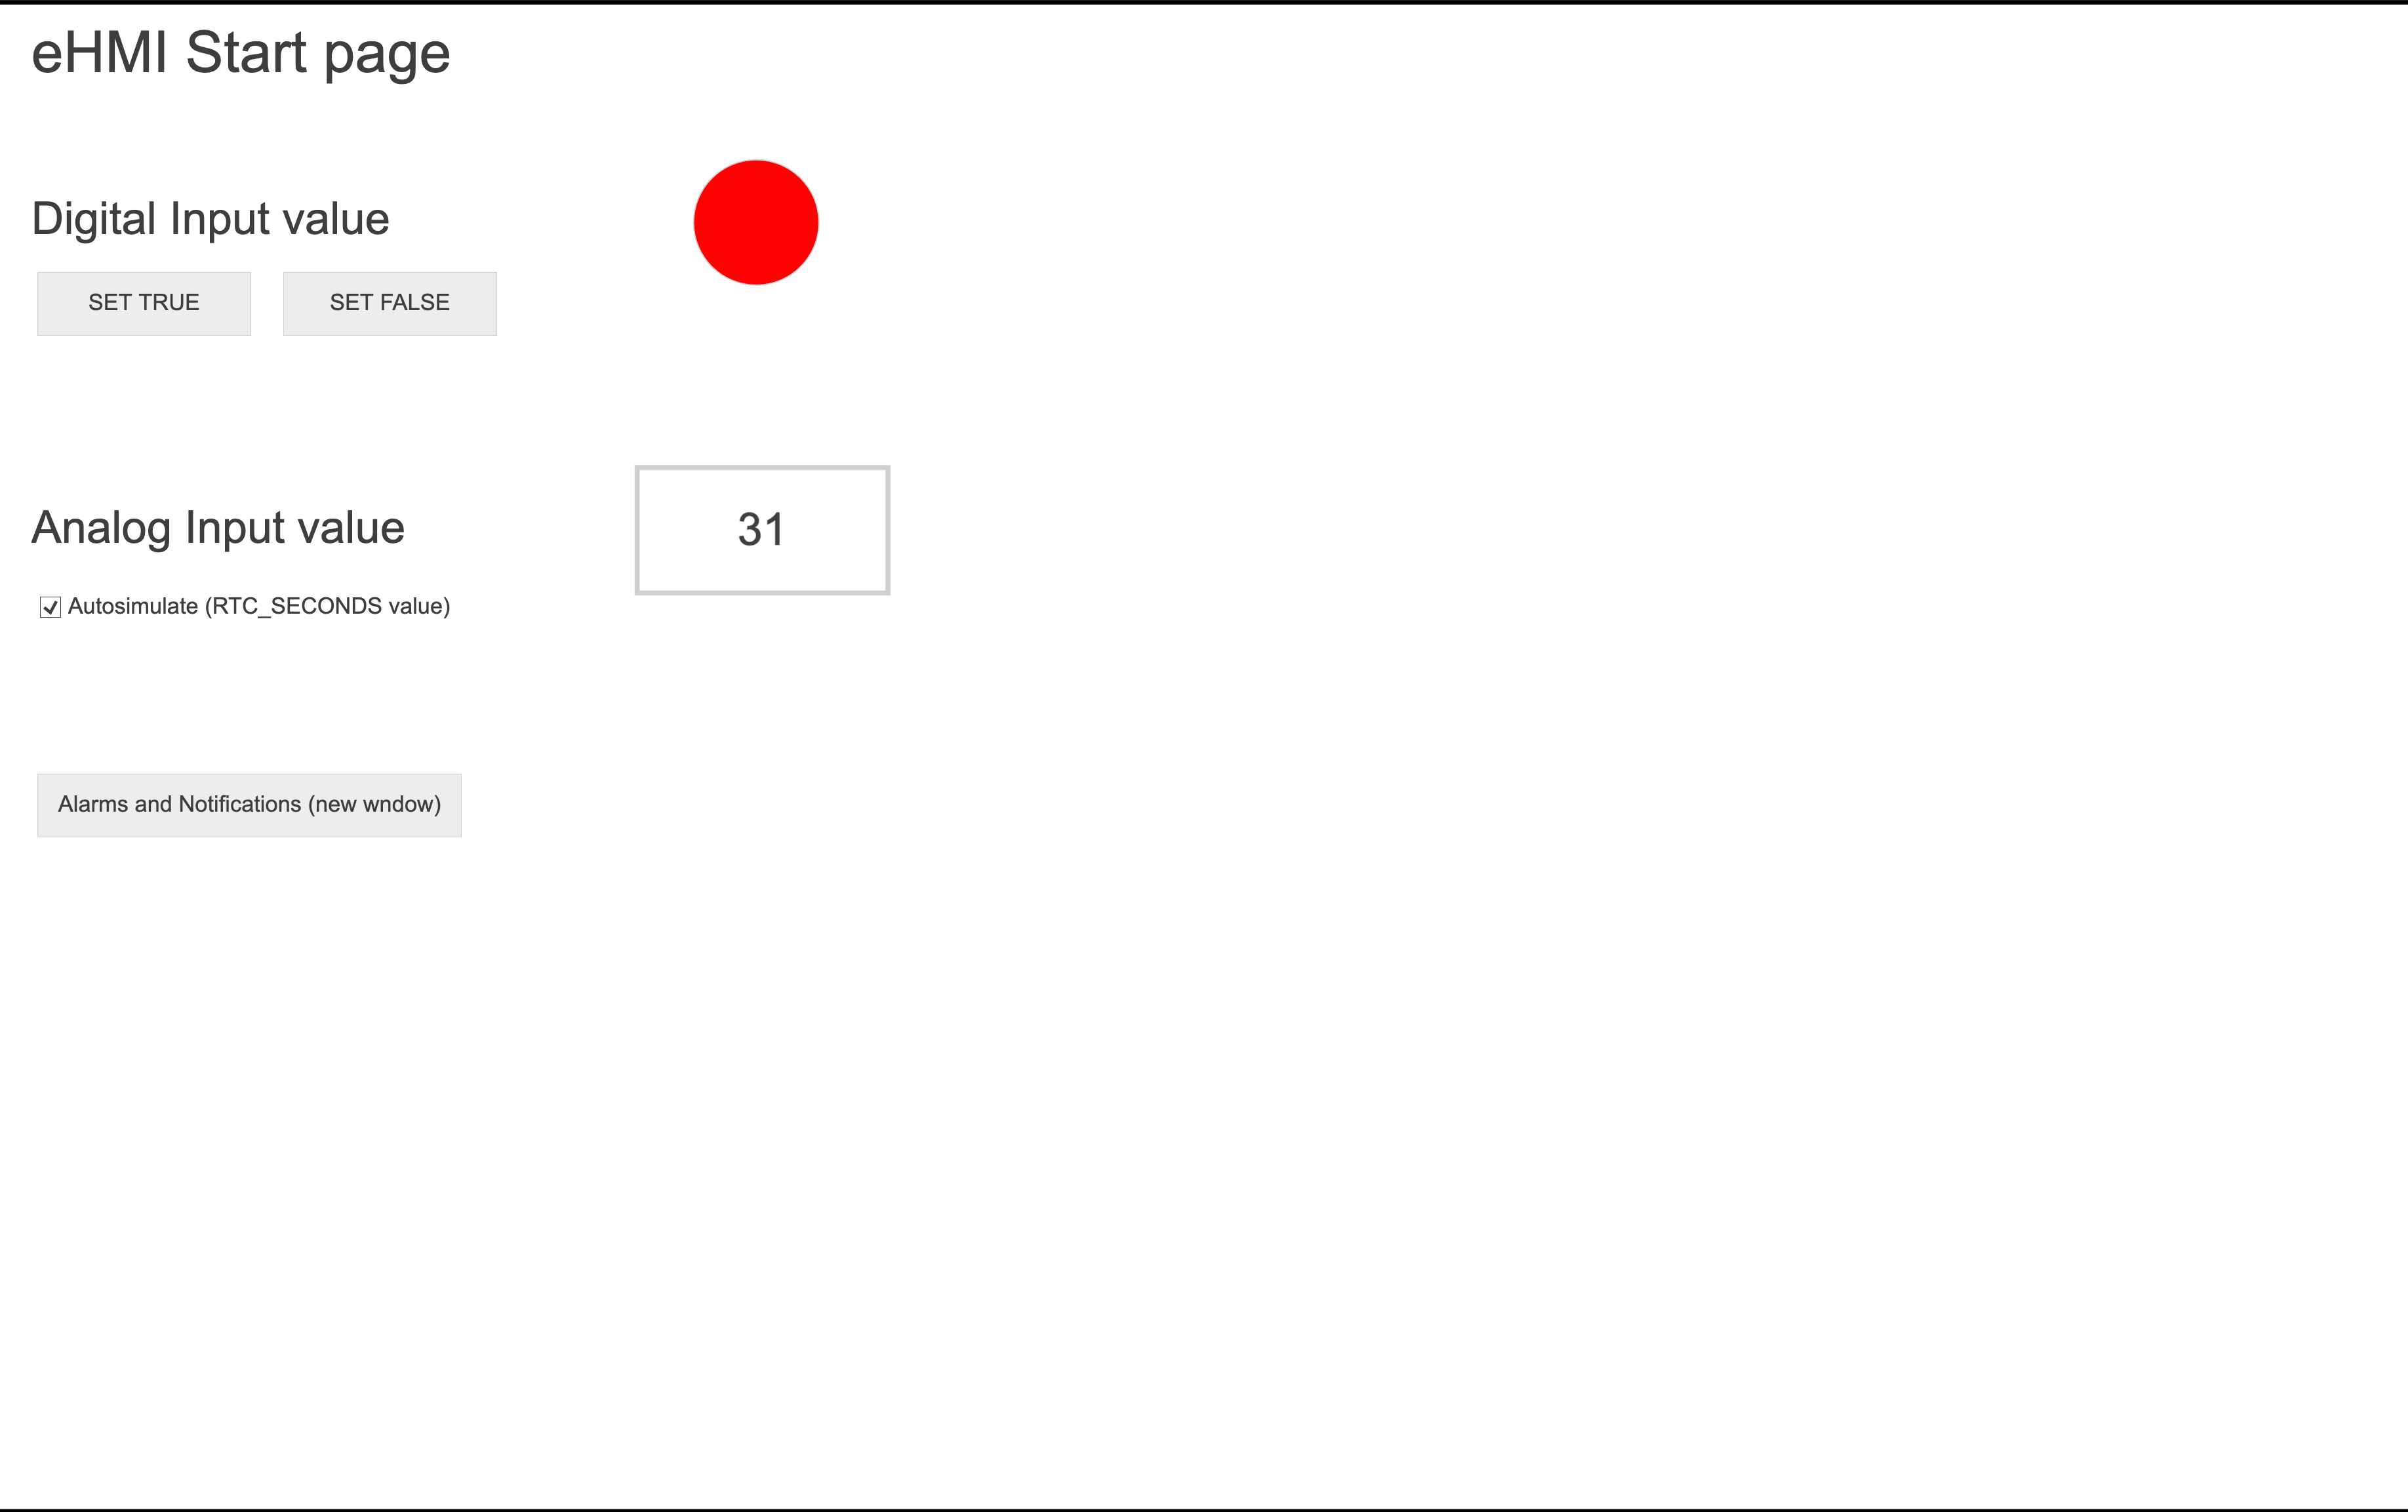 eHMI Start page
Digital Input value
SET TRUE SET FALSE
Analog Input value
31
Autosimulate (RTC_SECONDS value)
Alarms and Notifications (new wndow)